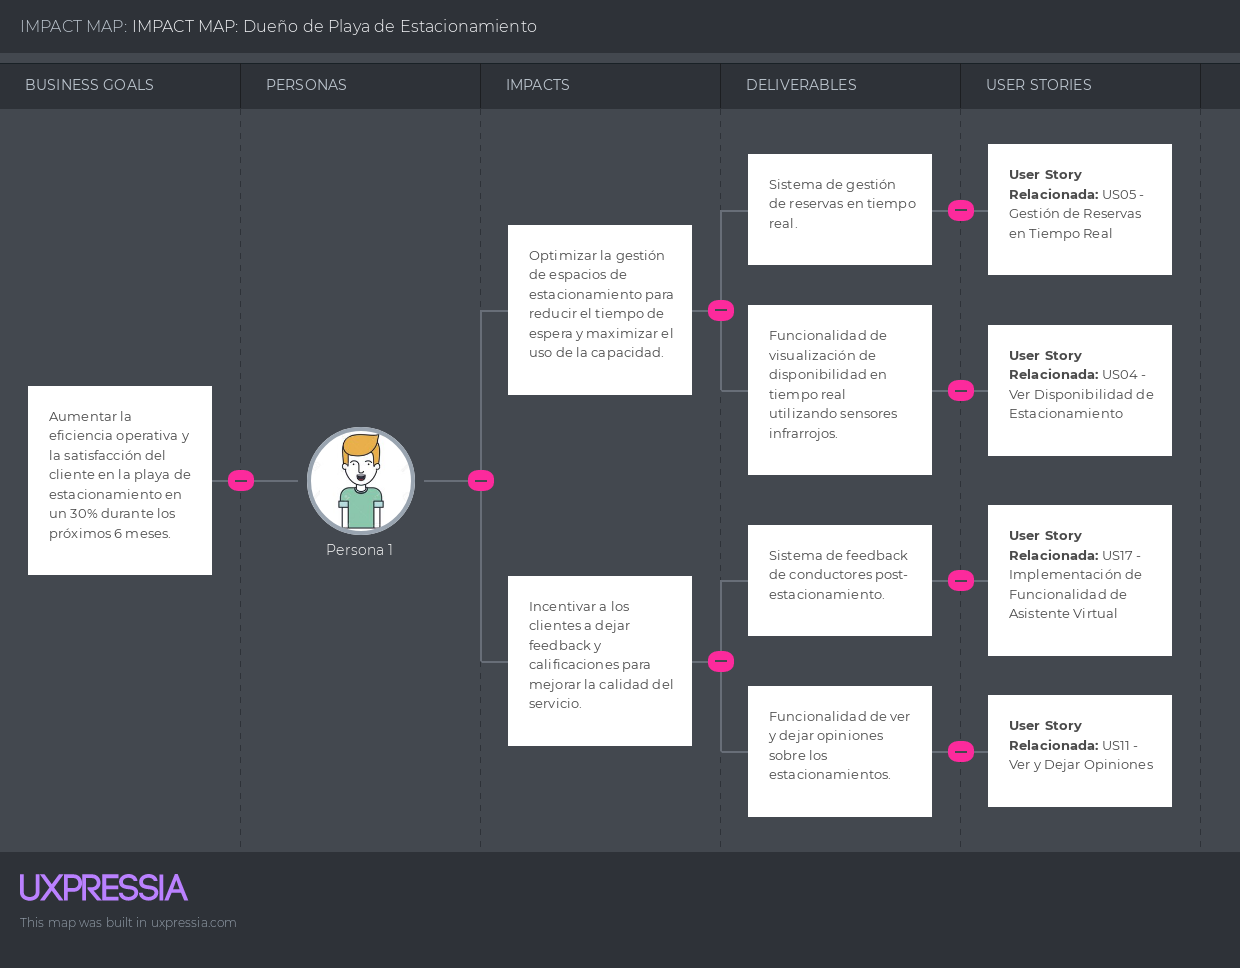 IMPACT MAP: IMPACT MAP: Dueño de Playa de Estacionamiento
BUSINESS GOALS
PERSONAS
IMPACTS
DELIVERABLES
USER STORIES
Aumentar la
eficiencia operativa y
la satisfacción del
cliente en la playa de
estacionamiento en
un 30% durante los
próximos 6 meses.
Persona 1
Optimizar la gestión
de espacios de
estacionamiento para
reducir el tiempo de
espera y maximizar el
uso de la capacidad.
Incentivar a los
clientes a dejar
feedback y
calificaciones para
mejorar la calidad del
servicio.
Sistema de gestión
de reservas en tiempo
real.
Funcionalidad de
visualización de
disponibilidad en
tiempo real
utilizando sensores
infrarrojos.
Sistema de feedback
de conductores post-
estacionamiento.
Funcionalidad de ver
y dejar opiniones
sobre los
estacionamientos.
User Story
Relacionada: US05 -
Gestión de Reservas
en Tiempo Real
User Story
Relacionada: US04 -
Ver Disponibilidad de
Estacionamiento
User Story
Relacionada: US17 -
Implementación de
Funcionalidad de
Asistente Virtual
User Story
Relacionada: US11 -
Ver y Dejar Opiniones
UXPRESSIA
This map was built in uxpressia.com